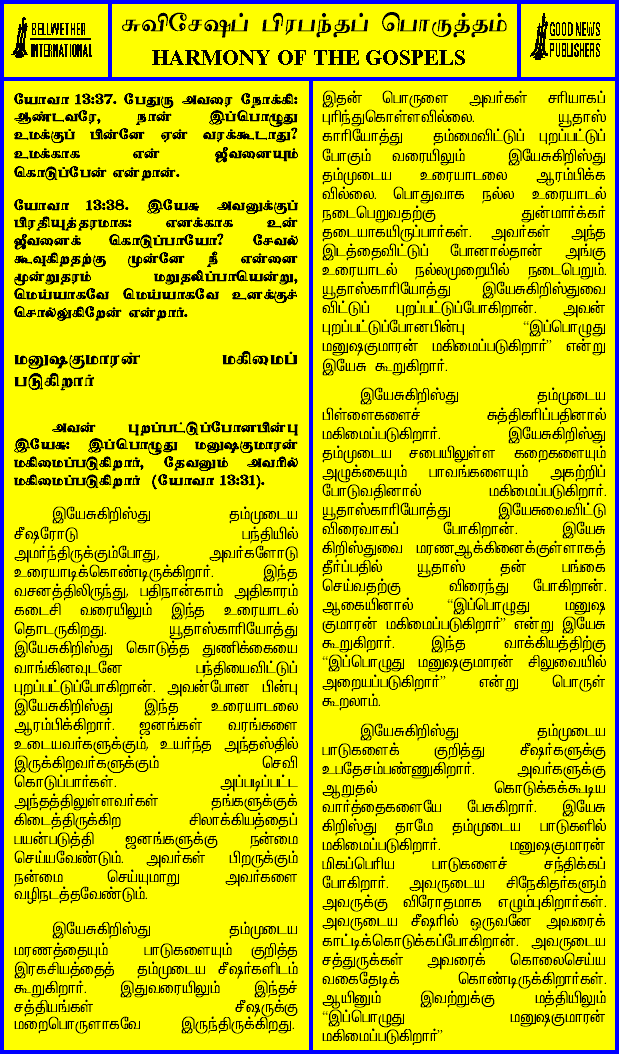 BELLWETHER
INTERNATIONAL
சுவிசேஷப் பிரபந்தப் பொருத்தம்
HARMONY OF THE GOSPELS
GOOD NEWS
PUBLISHERS
யோவா 13:37. பேதுரு அவரை நோக்கி:
ஆண்டவரே, நான் இப்பொழுது
உமக்குப் பின்னே ஏன் வரக்கூடாது?
உமக்காக என் ஜீவனையும்
கொடுப்பேன் என்றான்.
யோவா 13:38. இயேசு அவனுக்குப்
பிரதியுத்தரமாக: எனக்காக உன்
ஜீவனைக் கொடுப்பாயோ? சேவல்
கூவுகிறதற்கு முன்னே நீ என்னை
மூன்றுதரம் மறுதலிப்பாயென்று,
மெய்யாகவே மெய்யாகவே உனக்குச்
சொல்லுகிறேன் என்றார்.
மனுஷகுமாரன் மகிமைப்
படுகிறார்
அவன் புறப்பட்டுப்போனபின்பு
இயேசு: இப்பொழுது மனுஷகுமாரன்
மகிமைப்படுகிறார், தேவனும் அவரில்
மகிமைப்படுகிறார் (யோவா 13:31).
இயேசுகிறிஸ்து தம்முடைய
சீஷரோடு பந்தியில்
அமர்ந்திருக்கும்போது, அவர்களோடு
உரையாடிக்கொண்டிருக்கிறார். இந்த
வசனத்திலிருந்து, பதிநான்காம் அதிகாரம்
கடைசி வரையிலும் இந்த உரையாடல்
தொடருகிறது. யூதாஸ்காரியோத்து
இயேசுகிறிஸ்து கொடுத்த துணிக்கையை
வாங்கினவுடனே பந்தியைவிட்டுப்
புறப்பட்டுப்போகிறான். அவன்போன பின்பு
இயேசுகிறிஸ்து இந்த உரையாடலை
ஆரம்பிக்கிறார். ஜனங்கள் வரங்களை
உடையவர்களுக்கும், உயர்ந்த அந்தஸ்தில்
இருக்கிறவர்களுக்கும் செவி
கொடுப்பார்கள். அப்படிப்பட்ட
அந்தத்திலுள்ளவர்கள் தங்களுக்குக்
கிடைத்திருக்கிற சிலாக்கியத்தைப்
பயன்படுத்தி ஜனங்களுக்கு நன்மை
செய்யவேண்டும். அவர்கள் பிறருக்கும்
நன்மை செய்யுமாறு அவர்களை
வழிநடத்தவேண்டும்.
இயேசுகிறிஸ்து தம்முடைய
மரணத்தையும் பாடுகளையும் குறித்த
இரகசியத்தைத் தம்முடைய சீஷர்களிடம்
கூறுகிறார். இதுவரையிலும் இந்தச்
சத்தியங்கள் சீஷருக்கு
மறைபொருளாகவே இருந்திருக்கிறது.
இதன் பொருளை அவர்கள் சரியாகப்
புரிந்துகொள்ளவில்லை. யூதாஸ்
காரியோத்து தம்மைவிட்டுப் புறப்பட்டுப்
போகும் வரையிலும் இயேசுகிறிஸ்து
தம்முடைய உரையாடலை ஆரம்பிக்க
வில்லை. பொதுவாக நல்ல உரையாடல்
நடைபெறுவதற்கு துன்மார்க்கர்
தடையாகயிருப்பார்கள். அவர்கள் அந்த
இடத்தைவிட்டுப் போனால்தான் அங்கு
உரையாடல் நல்லமுறையில் நடைபெறும்.
யூதாஸ்காரியோத்து இயேசுகிறிஸ்துவை
விட்டுப் புறப்பட்டுப்போகிறான். அவன்
புறப்பட்டுப்போனபின்பு “இப்பொழுது
மனுஷகுமாரன் மகிமைப்படுகிறார்” என்று
இயேசு கூறுகிறார்.
இயேசுகிறிஸ்து தம்முடைய
பிள்ளைகளைச் சுத்திகரிப்பதினால்
மகிமைப்படுகிறார். இயேசுகிறிஸ்து
தம்முடைய சபையிலுள்ள கறைகளையும்
அழுக்கையும் பாவங்களையும் அகற்றிப்
போடுவதினால் மகிமைப்படுகிறார்.
யூதாஸ்காரியோத்து இயேசுவைவிட்டு
விரைவாகப் போகிறான். இயேசு
கிறிஸ்துவை மரணஆக்கினைக்குள்ளாகத்
தீர்ப்பதில் யூதாஸ் தன் பங்கை
செய்வதற்கு விரைந்து போகிறான்.
ஆகையினால் “இப்பொழுது மனுஷ
குமாரன் மகிமைப்படுகிறார்” என்று இயேசு
கூறுகிறார். இந்த வாக்கியத்திற்கு
“இப்பொழுது மனுஷகுமாரன் சிலுவையில்
அறையப்படுகிறார்” என்று பொருள்
கூறலாம்.
இயேசுகிறிஸ்து தம்முடைய
பாடுகளைக் குறித்து சீஷர்களுக்கு
உபதேசம்பண்ணுகிறார். அவர்களுக்கு
ஆறுதல் கொடுக்கக்கூடிய
வார்த்தைகளையே பேசுகிறார். இயேசு
கிறிஸ்து தாமே தம்முடைய பாடுகளில்
மகிமைப்படுகிறார். மனுஷகுமாரன்
மிகப்பெரிய பாடுகளைச் சந்திக்கப்
போகிறார். அவருடைய சிநேகிதர்களும்
அவருக்கு விரோதமாக எழும்புகிறார்கள்.
அவருடைய சீஷரில் ஒருவனே அவரைக்
காட்டிக்கொடுக்கப்போகிறான். அவருடைய
சத்துருக்கள் அவரைக் கொலைசெய்ய
வகைதேடிக் கொண்டிருக்கிறார்கள்.
ஆயினும் இவற்றுக்கு மத்தியிலும்
“இப்பொழுது மனுஷகுமாரன்
மகிமைப்படுகிறார்”